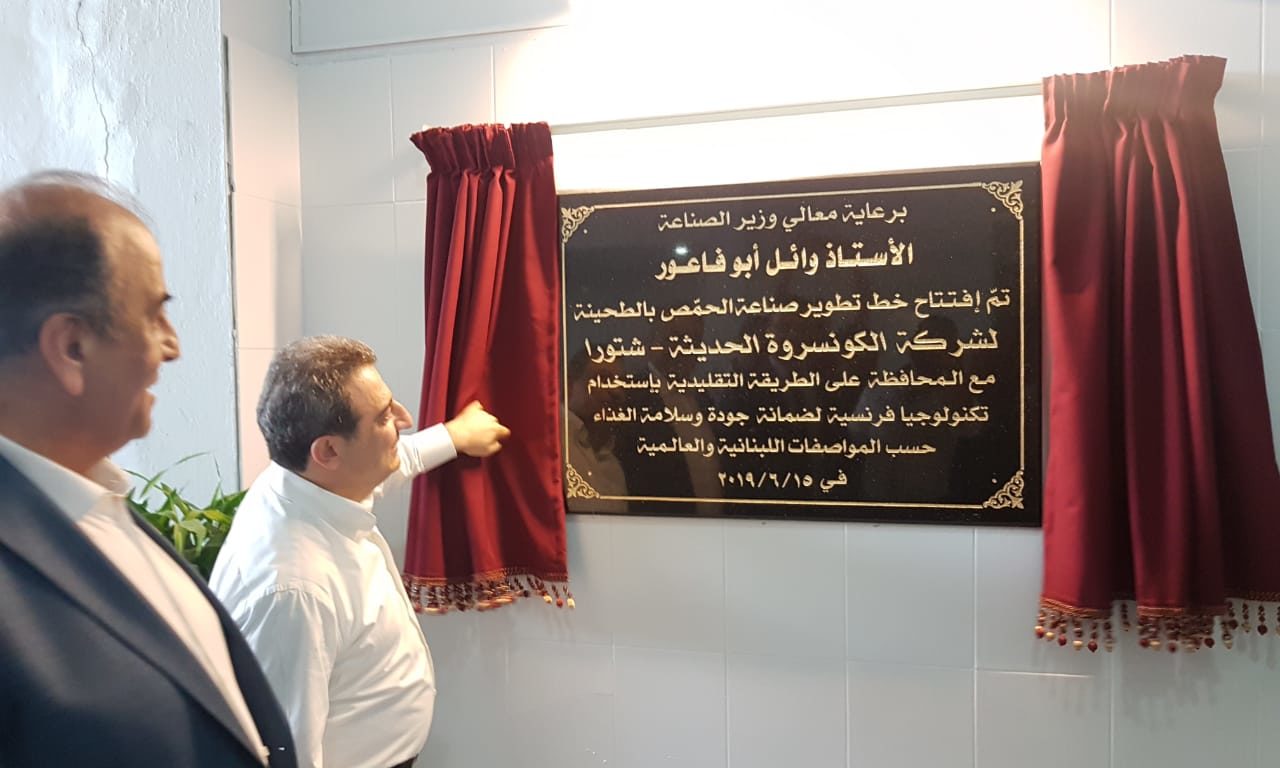 برعاية معالي وزير الصناعة
الأستاذ وائل أبو فاعور
تمّ إفتتاح خط تطوير صناعة الحمّص بالطحينة
لشركة الكونسروة الحديثة - شتورا
مع المحافظة على الطريقة التقليدية بإستخدام
تكنولوجيا فرنسية لضمانة جودة وسلامة الغذاء
حسب المواصفات اللبنانية والعالمية
في ٢٠١٩/٦/١٥